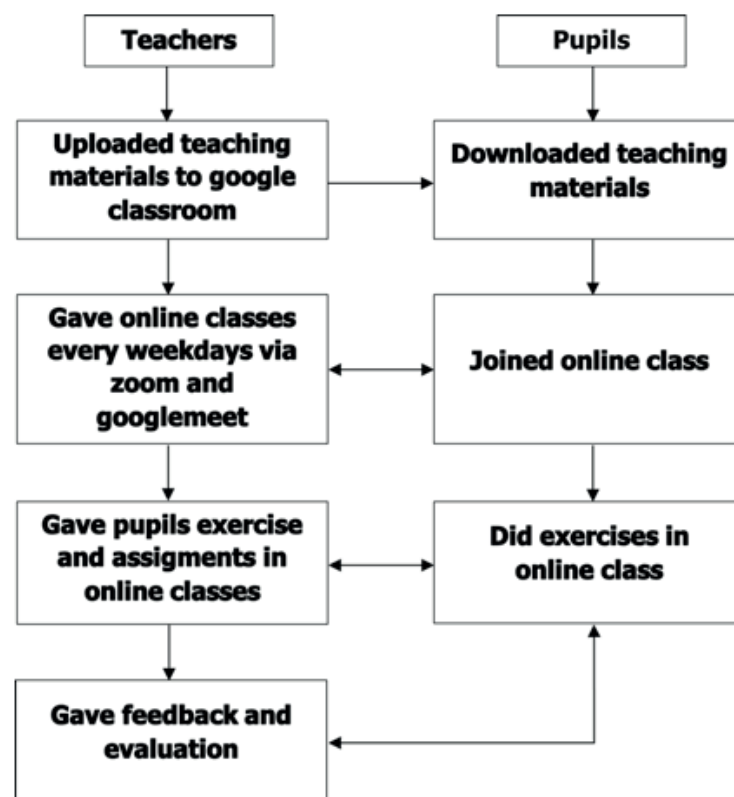 Teachers
Pupils
Uploaded teaching
materials to google
classroom
Downloaded teaching
materials
Gave online classes
every weekdays via
zoom and
googlemeet
Joined online class
Gave pupils exercise
and assigments in
online classes
Did exercises in
online class
Gave feedback and
evaluation